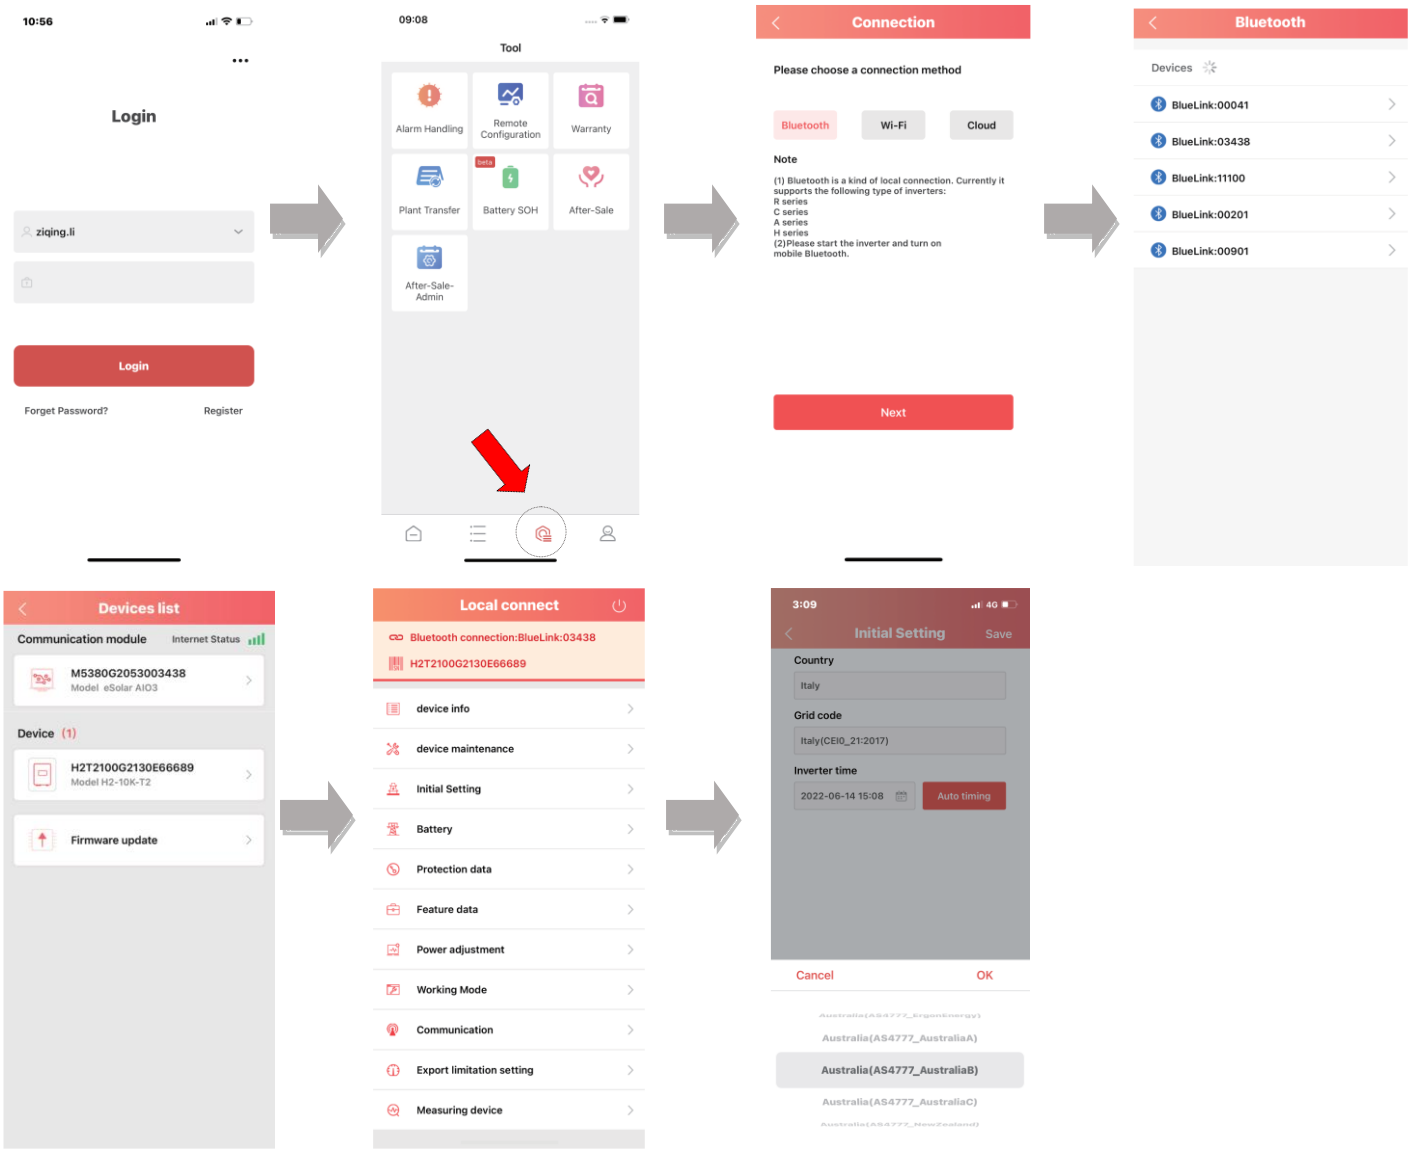 10:56
Login
ziqing.li
Login
Forget Password?
Register
09:08
Tool
Alarm Handling
Remote
Configuration
Warranty
Plant Transfer
beta
Battery SOH
After-Sale
After-Sale-
Admin
Connection
Please choose a connection method
Bluetooth
Wi-Fi
Cloud
Note
(1) Bluetooth is a kind of local connection. Currently it
supports the following type of inverters:
R series
C series
A series
H series
(2)Please start the inverter and turn on
mobile Bluetooth.
Next
Bluetooth
Devices
BlueLink:00041
BlueLink:03438
BlueLink:11100
BlueLink:00201
BlueLink:00901
Devices list
Communication module
Internet Status
M5380G2053003438
Model eSolar AIO3
Device (1)
H2T2100G2130E66689
Model H2-10K-T2
Firmware update
Local connect
Bluetooth connection:BlueLink:03438
H2T2100G2130E66689
device info
device maintenance
Initial Setting
Battery
Protection data
Feature data
Power adjustment
Working Mode
Communication
Export limitation setting
Measuring device
3:09
4G
Initial Setting
Save
Country
Italy
Grid code
Italy(CEI0_21:2017)
Inverter time
2022-06-14 15:08
Auto timing
Cancel
OK
Australia(AS4777_ErgonEnergy)
Australia(AS4777_AustraliaA)
Australia(AS4777_AustraliaB)
Australia(AS4777_AustraliaC)
Australia(AS4777_NewZealand)